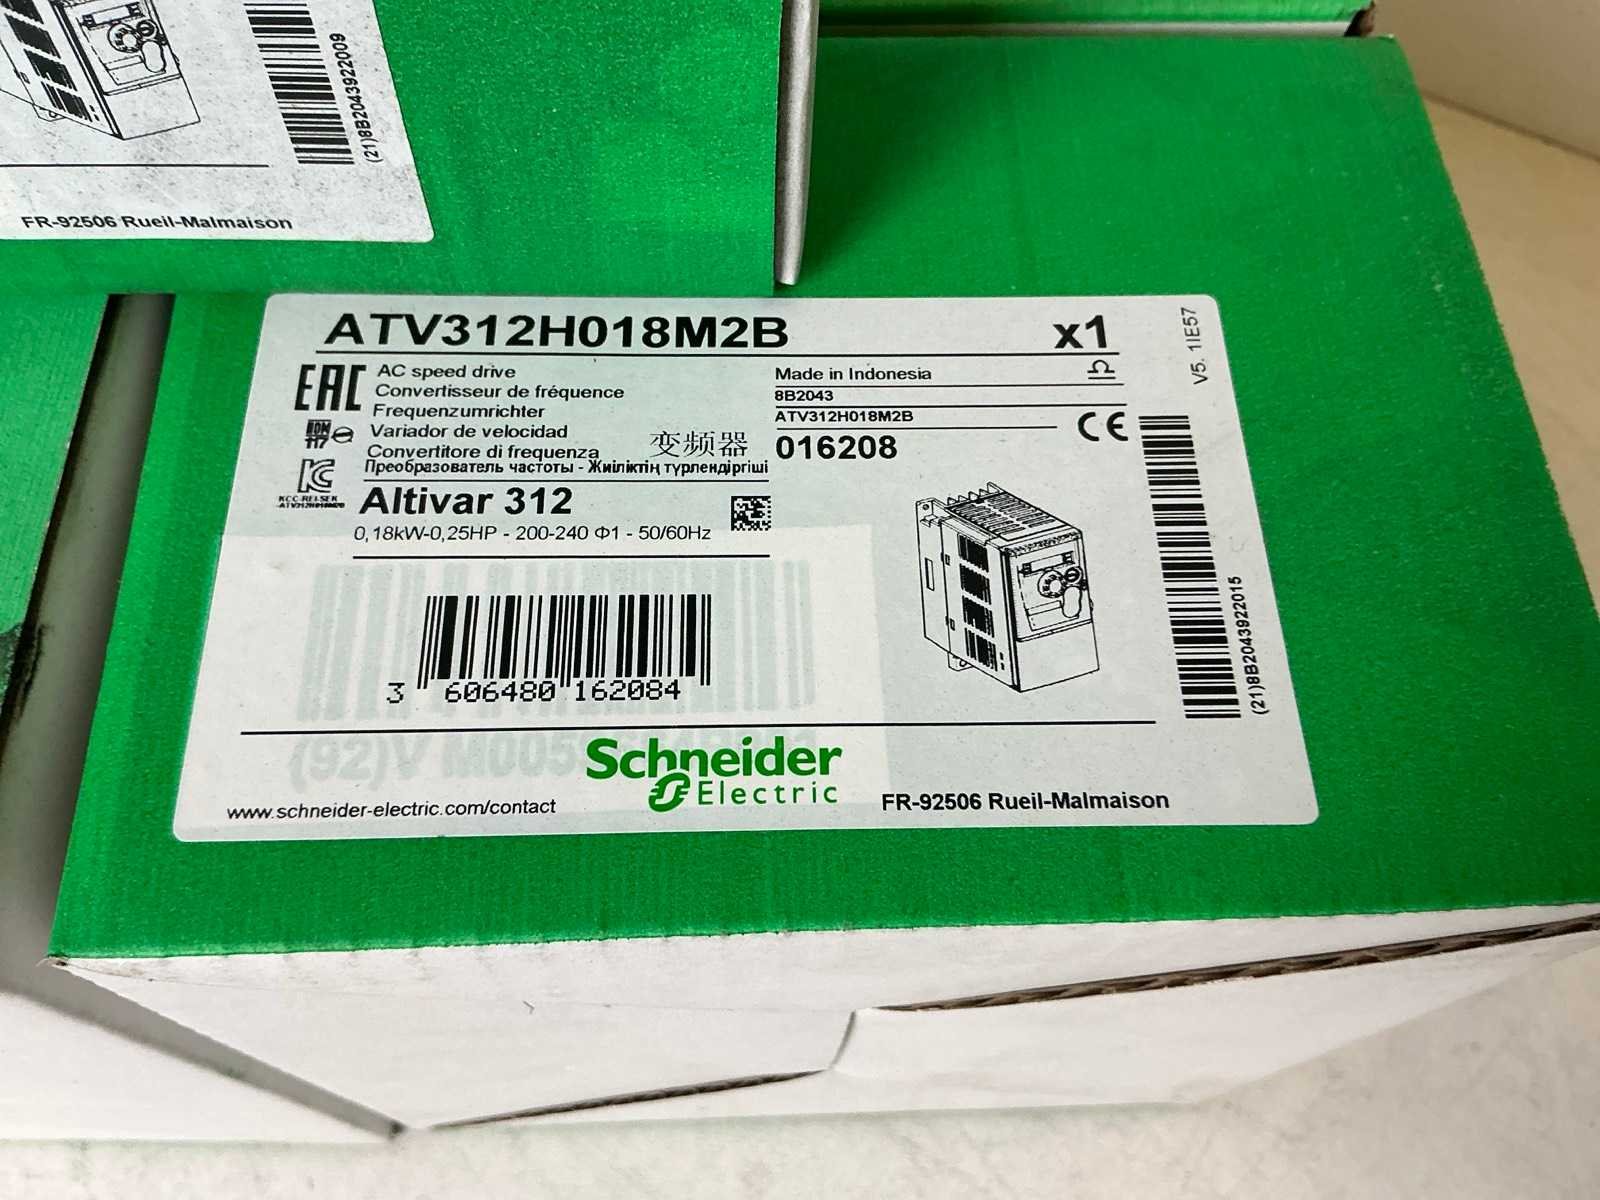 (21)8B2043922009
FR-92506 Rueil-Malmaison
ATV312H018M2B
x1
V5. 1IE57
EAC
AC speed drive
Convertisseur de fréquence
Frequenzumrichter
Variador de velocidad
Convertitore di frequenza
变频器
Преобразователь частоты - Жиіліктің түрлендіргіші
Made in Indonesia
8B2043
ATV312H018M2B
016208
CE
Altivar 312
0,18kW-0,25HP - 200-240 Φ1 - 50/60Hz
3 606480 162084
(21)8B2043922015
Schneider
Electric
www.schneider-electric.com/contact
FR-92506 Rueil-Malmaison